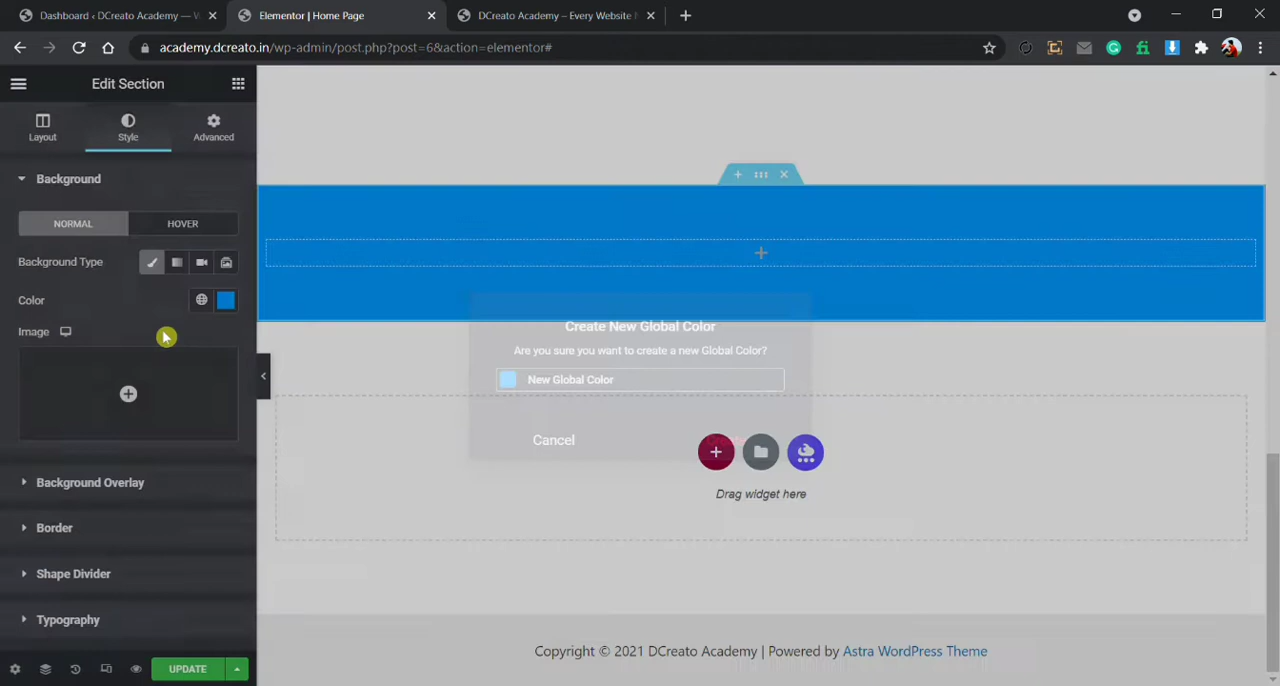 Dashboard ‹ DCreato Academy — W
Elementor | Home Page
DCreato Academy – Every Website
academy.dcreato.in/wp-admin/post.php?post=6&action=elementor#
Edit Section
Layout
Style
Advanced
Background
NORMAL
HOVER
Background Type
Color
Image
Background Overlay
Border
Shape Divider
Typography
UPDATE
Create New Global Color
Are you sure you want to create a new Global Color?
New Global Color
Cancel
Create
Drag widget here
Copyright © 2021 DCreato Academy | Powered by Astra WordPress Theme